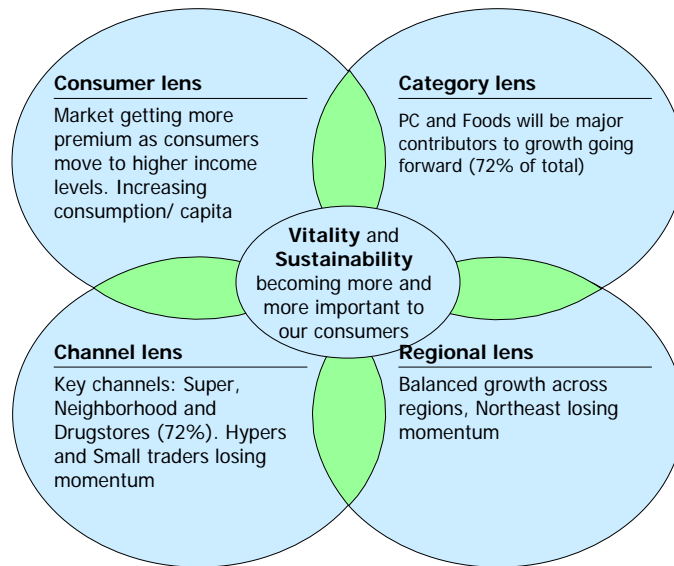 Consumer lens
Market getting more
premium as consumers
move to higher income
levels. Increasing
consumption/ capita
Category lens
PC and Foods will be major
contributors to growth going
forward (72% of total)
Vitality and
Sustainability
becoming more and
more important to
our consumers
Channel lens
Key channels: Super,
Neighborhood and
Drugstores (72%). Hypers
and Small traders losing
momentum
Regional lens
Balanced growth across
regions, Northeast losing
momentum